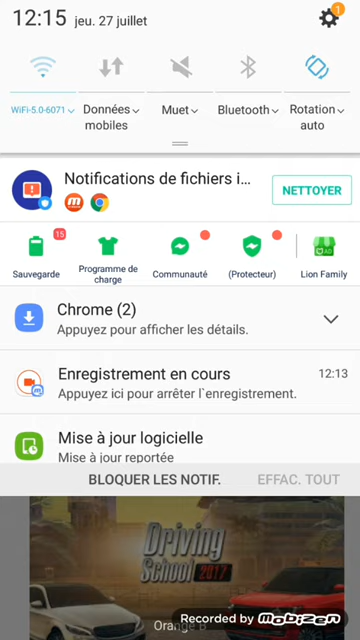 12:15 jeu. 27 juillet
1
WiFi-5.0-6071
Données mobiles
Muet
Bluetooth
Rotation auto
Notifications de fichiers i...
NETTOYER
15
Sauvegarde
Programme de charge
Communauté
(Protecteur)
AD
Lion Family
Chrome (2)
Appuyez pour afficher les détails.
Enregistrement en cours
12:13
Appuyez ici pour arrêter l`enregistrement.
Mise à jour logicielle
Mise à jour reportée
BLOQUER LES NOTIF.
EFFAC. TOUT
Driving
School 2017
Orange
Recorded by Mobizen